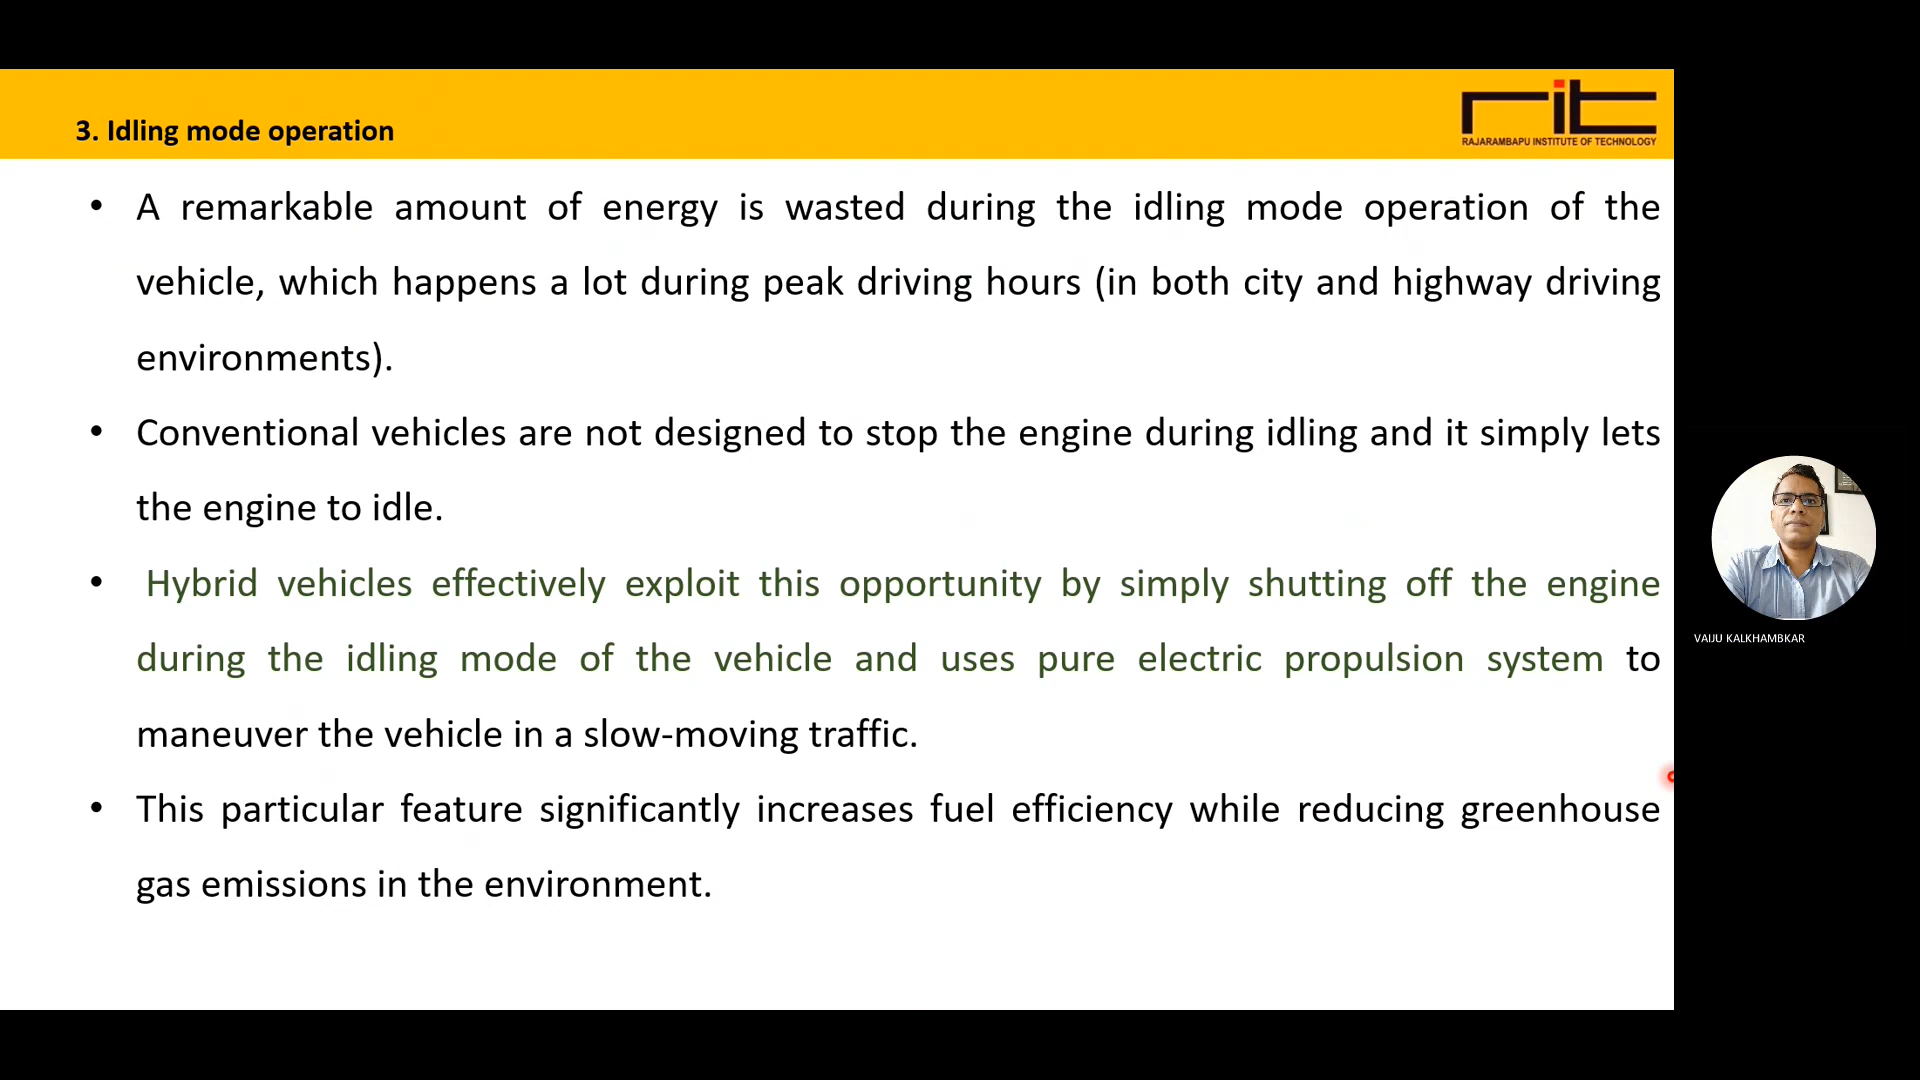 3. Idling mode operation
rit
RAJARAMBAPU INSTITUTE OF TECHNOLOGY
• A remarkable amount of energy is wasted during the idling mode operation of the
vehicle, which happens a lot during peak driving hours (in both city and highway driving
environments).
• Conventional vehicles are not designed to stop the engine during idling and it simply lets
the engine to idle.
• Hybrid vehicles effectively exploit this opportunity by simply shutting off the engine
during the idling mode of the vehicle and uses pure electric propulsion system to
maneuver the vehicle in a slow-moving traffic.
• This particular feature significantly increases fuel efficiency while reducing greenhouse
gas emissions in the environment.
VAIJU KALKHAMBKAR